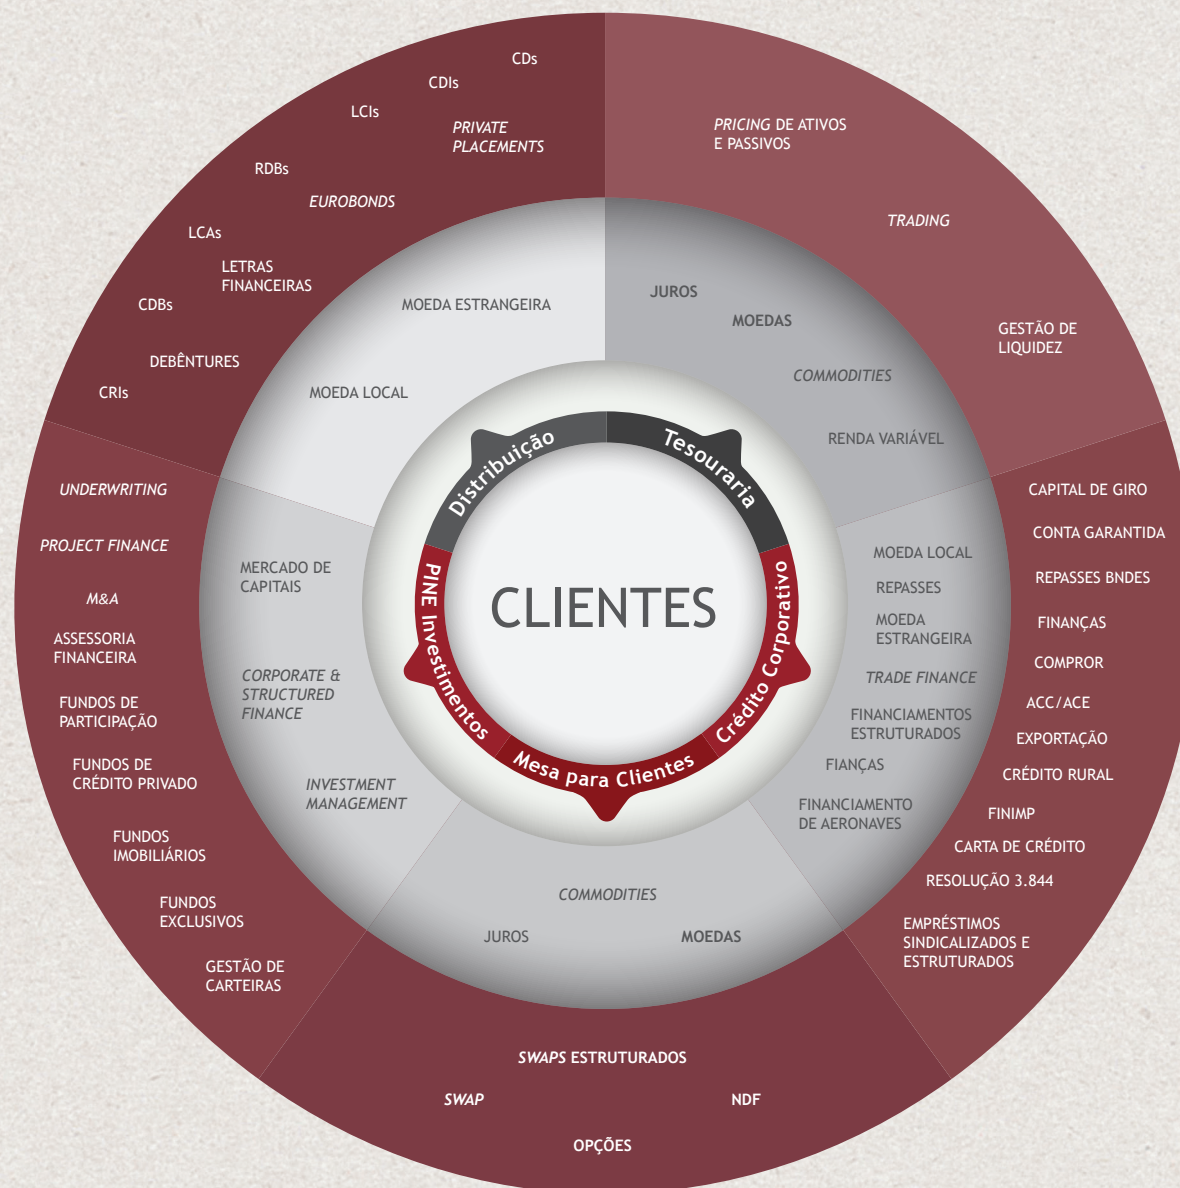 CDs
CDIs
LCIs
PRIVATE
PLACEMENTS
RDBs
EUROBONDS
LCAs
LETRAS
FINANCEIRAS
CDBs
DEBÊNTURES
CRIs
MOEDA ESTRANGEIRA
MOEDA LOCAL
Distribuição
PRICING DE ATIVOS
E PASSIVOS
TRADING
GESTÃO DE
LIQUIDEZ
JUROS
MOEDAS
COMMODITIES
RENDA VARIÁVEL
Tesouraria
CLIENTES
UNDERWRITING
PROJECT FINANCE
M&A
ASSESSORIA
FINANCEIRA
FUNDOS DE
PARTICIPAÇÃO
FUNDOS DE
CRÉDITO PRIVADO
FUNDOS
IMOBILIÁRIOS
FUNDOS
EXCLUSIVOS
GESTÃO DE
CARTEIRAS
MERCADO DE
CAPITAIS
CORPORATE &
STRUCTURED
FINANCE
INVESTMENT
MANAGEMENT
PINE Investimentos
Crédito Corporativo
MOEDA LOCAL
REPASSES
MOEDA
ESTRANGEIRA
TRADE FINANCE
FINANCIAMENTOS
ESTRUTURADOS
FIANÇAS
FINANCIAMENTO
DE AERONAVES
CAPITAL DE GIRO
CONTA GARANTIDA
REPASSES BNDES
FINANÇAS
COMPROR
ACC/ACE
EXPORTAÇÃO
CRÉDITO RURAL
FINIMP
CARTA DE CRÉDITO
RESOLUÇÃO 3.844
EMPRÉSTIMOS
SINDICALIZADOS E
ESTRUTURADOS
Mesa para Clientes
COMMODITIES
JUROS
MOEDAS
SWAPS ESTRUTURADOS
SWAP
NDF
OPÇÕES